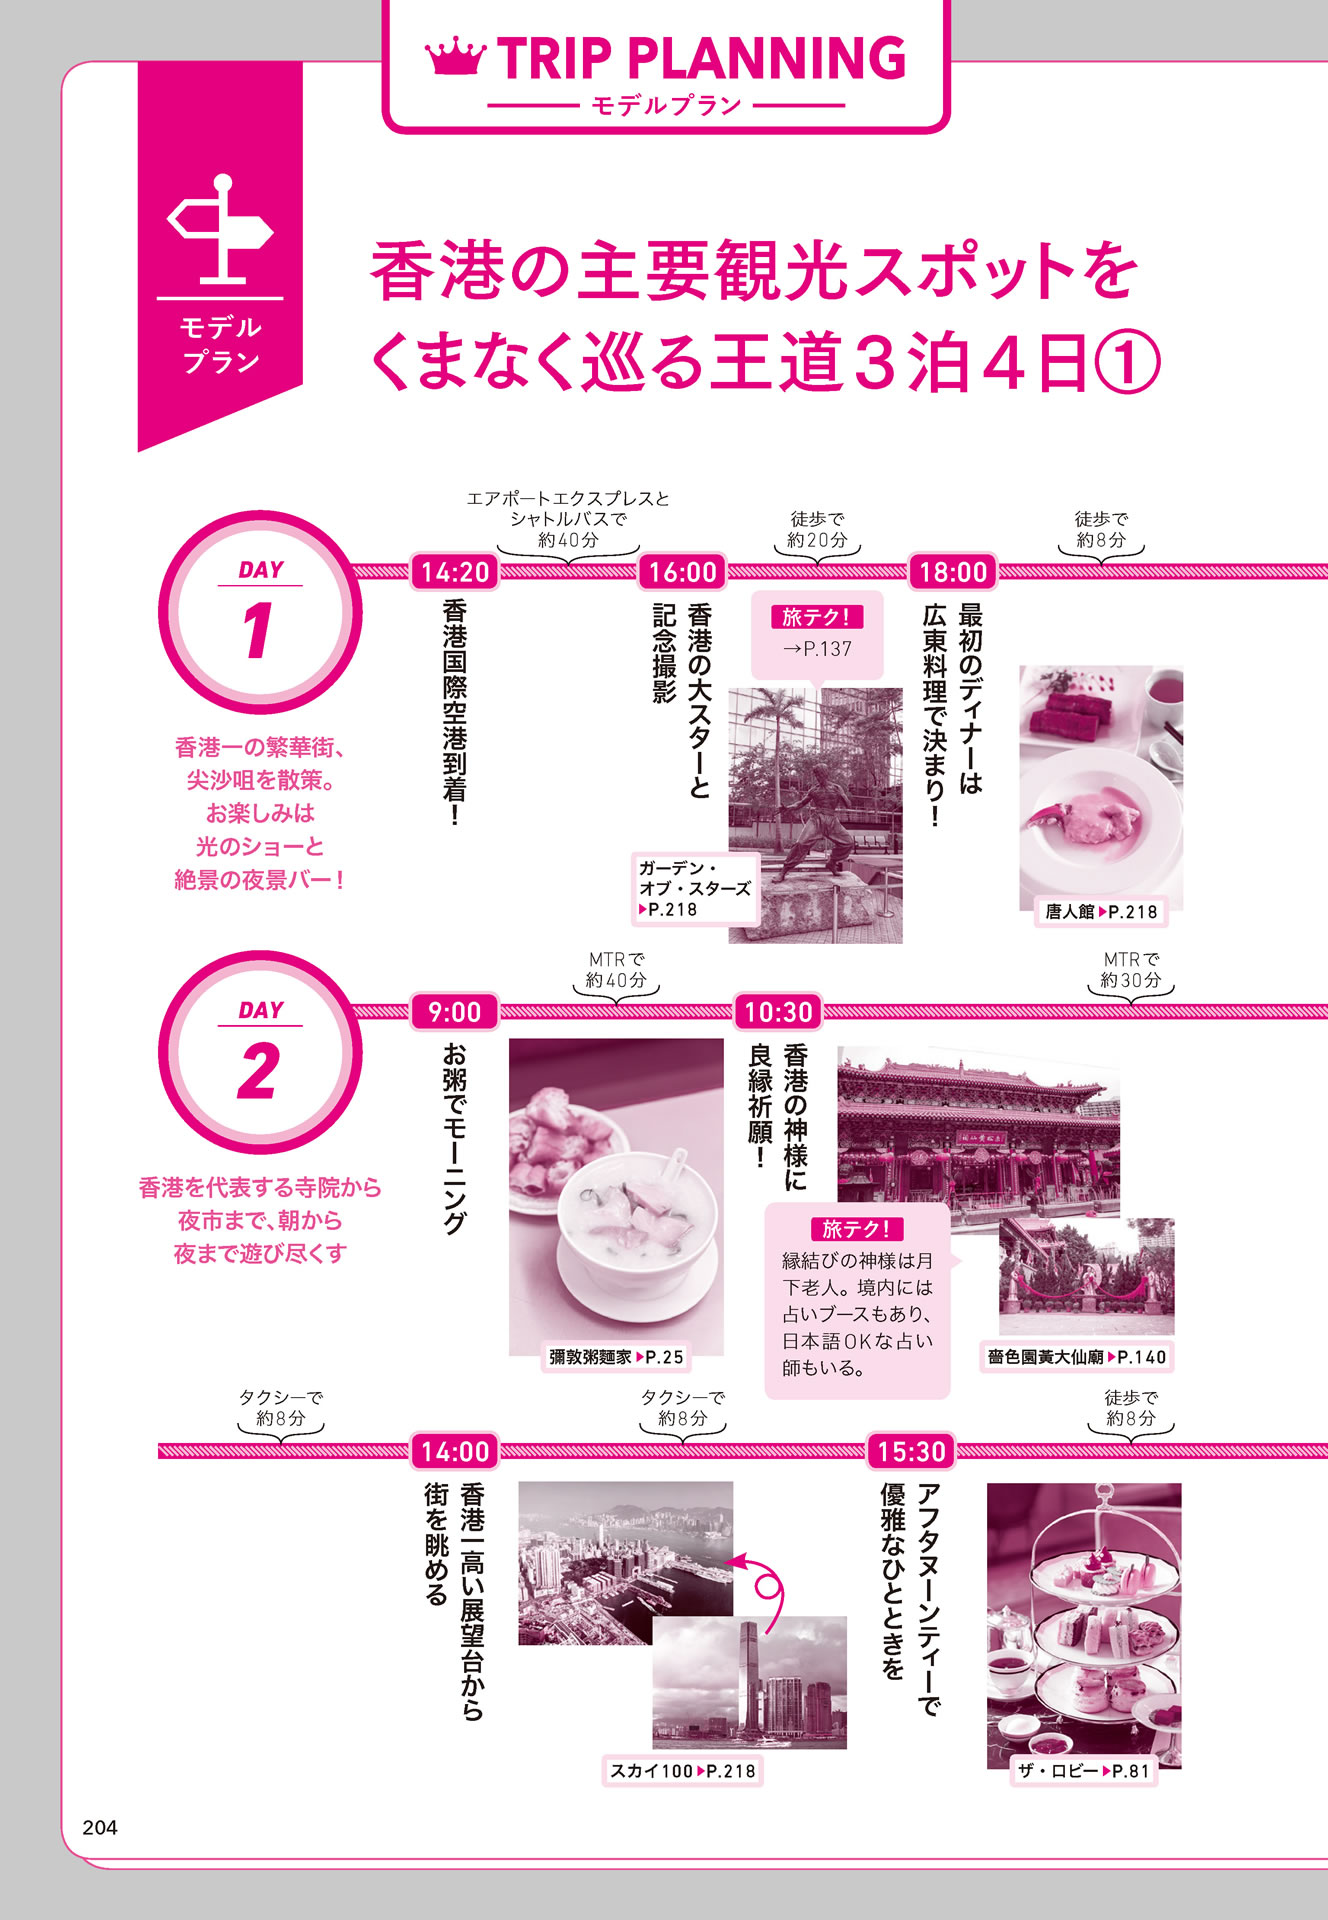 TRIP PLANNING
モデルプラン
モデル
プラン
香港の主要観光スポットを
くまなく巡る王道3泊4日①
DAY
1
香港一の繁華街、
尖沙咀を散策。
お楽しみは
光のショーと
絶景の夜景バー！
14:20
香港国際空港到着！
エアポートエクスプレスと
シャトルバスで
約40分
16:00
香港の大スターと
記念撮影
旅テク！
→P.137
ガーデン・
オブ・スターズ
▶P.218
徒歩で
約20分
18:00
最初のディナーは
広東料理で決まり！
唐人館▶P.218
徒歩で
約8分
DAY
2
香港を代表する寺院から
夜市まで、朝から
夜まで遊び尽くす
9:00
お粥でモーニング
彌敦粥麵家▶P.25
MTRで
約40分
10:30
香港の神様に
良縁祈願！
旅テク！
縁結びの神様は月
下老人。境内には
占いブースもあり、
日本語OKな占い
師もいる。
嗇色園黃大仙廟▶P.140
MTRで
約30分
タクシーで
約8分
14:00
香港一高い展望台から
街を眺める
スカイ100▶P.218
タクシーで
約8分
15:30
アフタヌーンティーで
優雅なひとときを
ザ・ロビー▶P.81
徒歩で
約8分
204